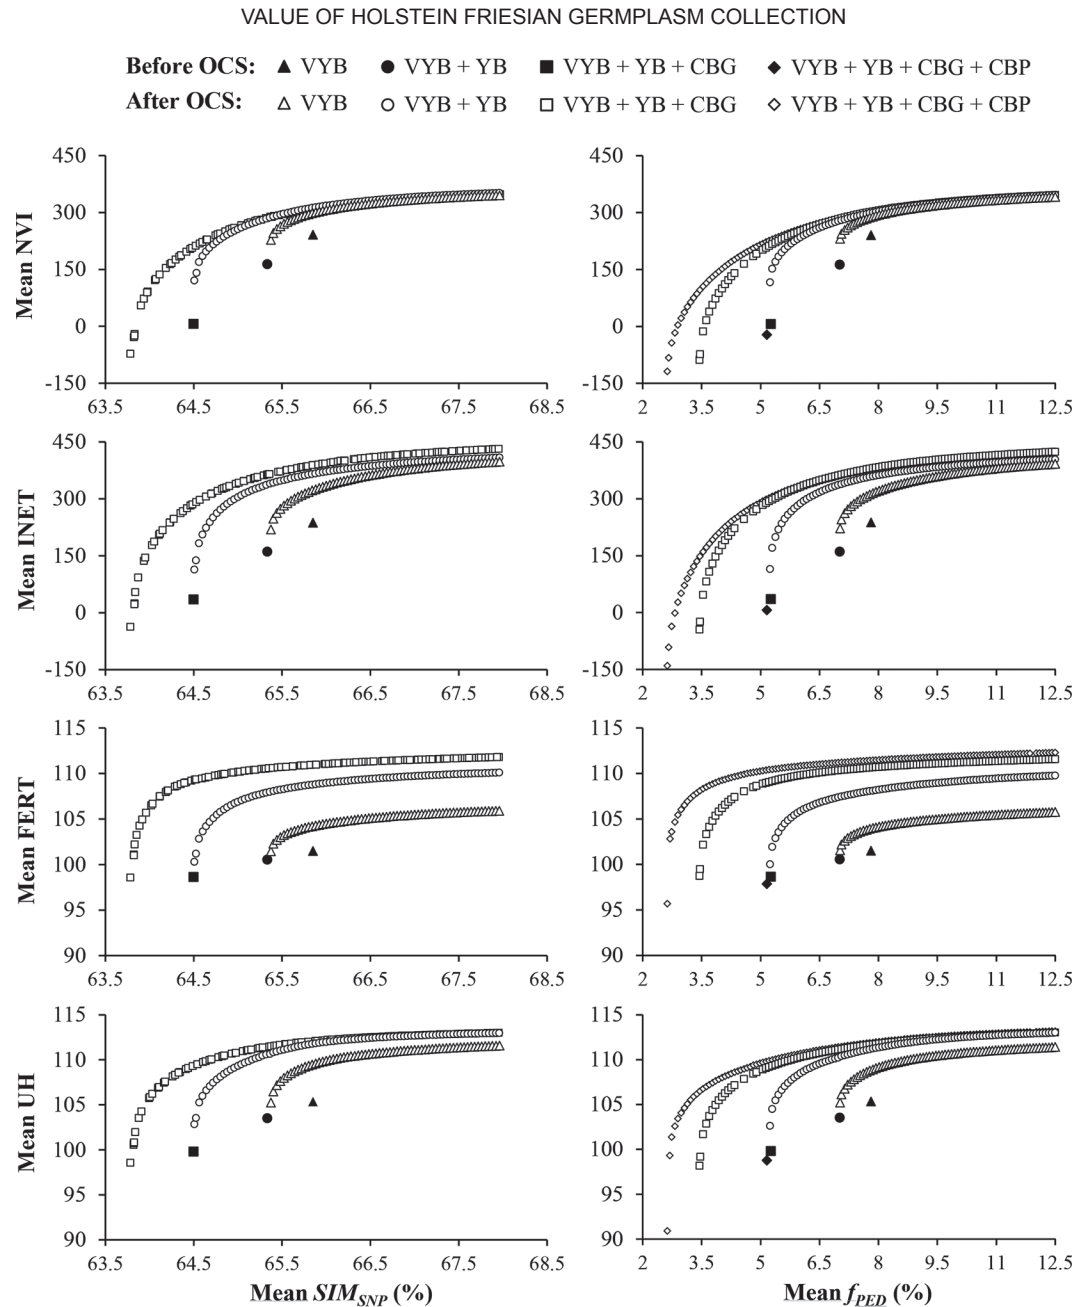 VALUE OF HOLSTEIN FRIESIAN GERMPLASM COLLECTION
Before OCS: VYB VYB + YB VYB + YB + CBG VYB + YB + CBG + CBP
After OCS: VYB VYB + YB VYB + YB + CBG VYB + YB + CBG + CBP
Mean NVI
450
300
150
0
-150
63.5 64.5 65.5 66.5 67.5 68.5
450
300
150
0
-150
2 3.5 5 6.5 8 9.5 11 12.5
Mean INET
450
300
150
0
-150
63.5 64.5 65.5 66.5 67.5 68.5
450
300
150
0
-150
2 3.5 5 6.5 8 9.5 11 12.5
Mean FERT
115
110
105
100
95
90
63.5 64.5 65.5 66.5 67.5 68.5
115
110
105
100
95
90
2 3.5 5 6.5 8 9.5 11 12.5
Mean UH
115
110
105
100
95
90
63.5 64.5 65.5 66.5 67.5 68.5
Mean SIM_SNP (%)
115
110
105
100
95
90
2 3.5 5 6.5 8 9.5 11 12.5
Mean f_PED (%)